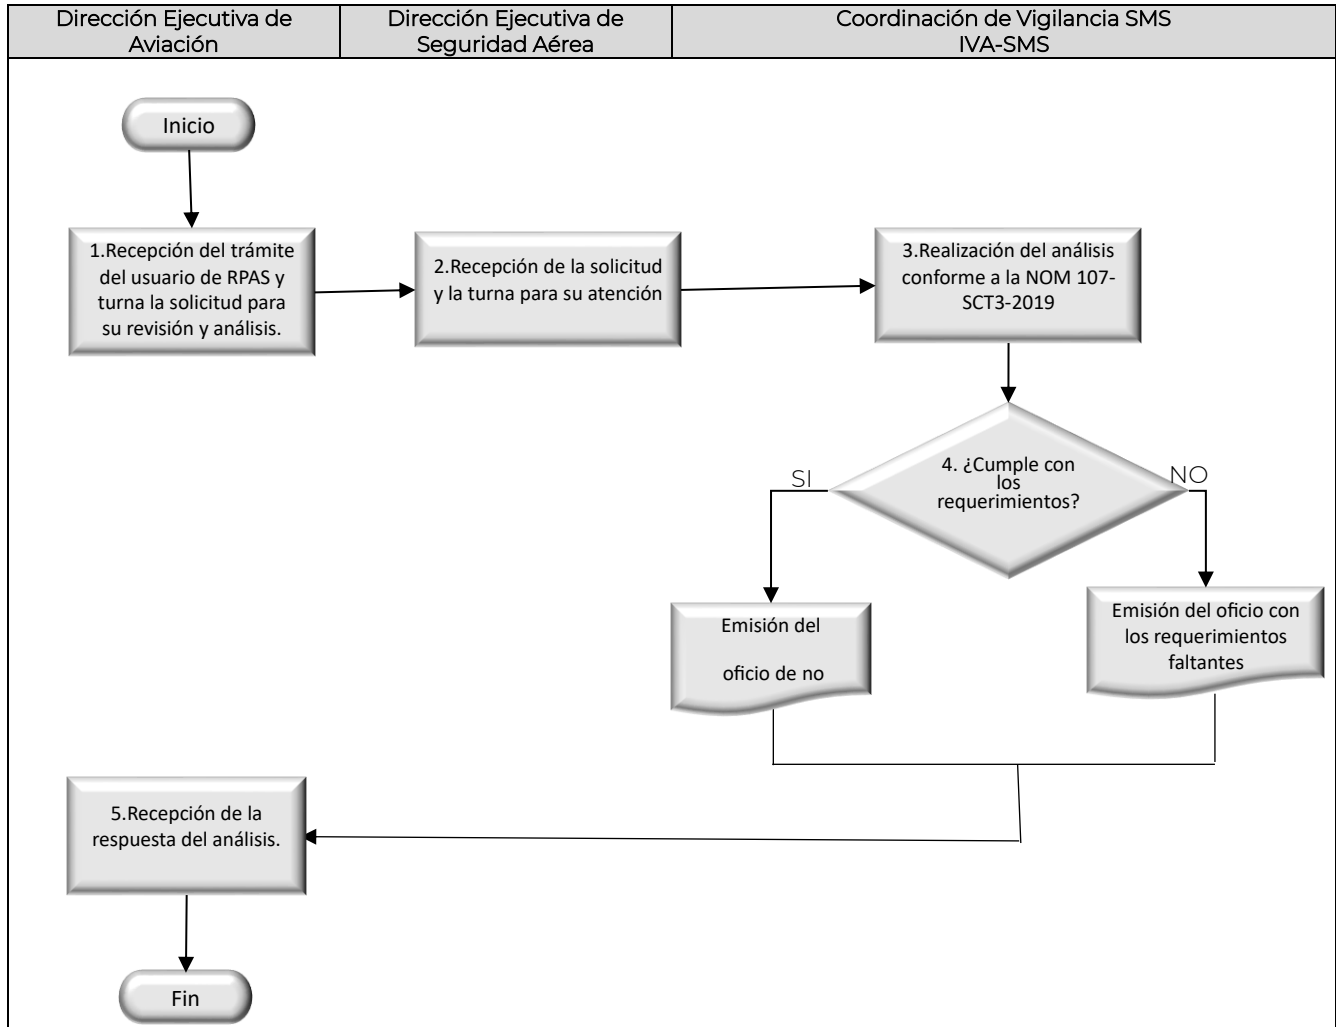 Dirección Ejecutiva de
Aviación
Dirección Ejecutiva de
Seguridad Aérea
Coordinación de Vigilancia SMS
IVA-SMS
Inicio
1.Recepción del trámite
del usuario de RPAS y
turna la solicitud para
su revisión y análisis.
2.Recepción de la solicitud
y la turna para su atención
3.Realización del análisis
conforme a la NOM 107-
SCT3-2019
4. ¿Cumple con
los
requerimientos?
SI
NO
Emisión del
oficio de no
Emisión del oficio con
los requerimientos
faltantes
5.Recepción de la
respuesta del análisis.
Fin